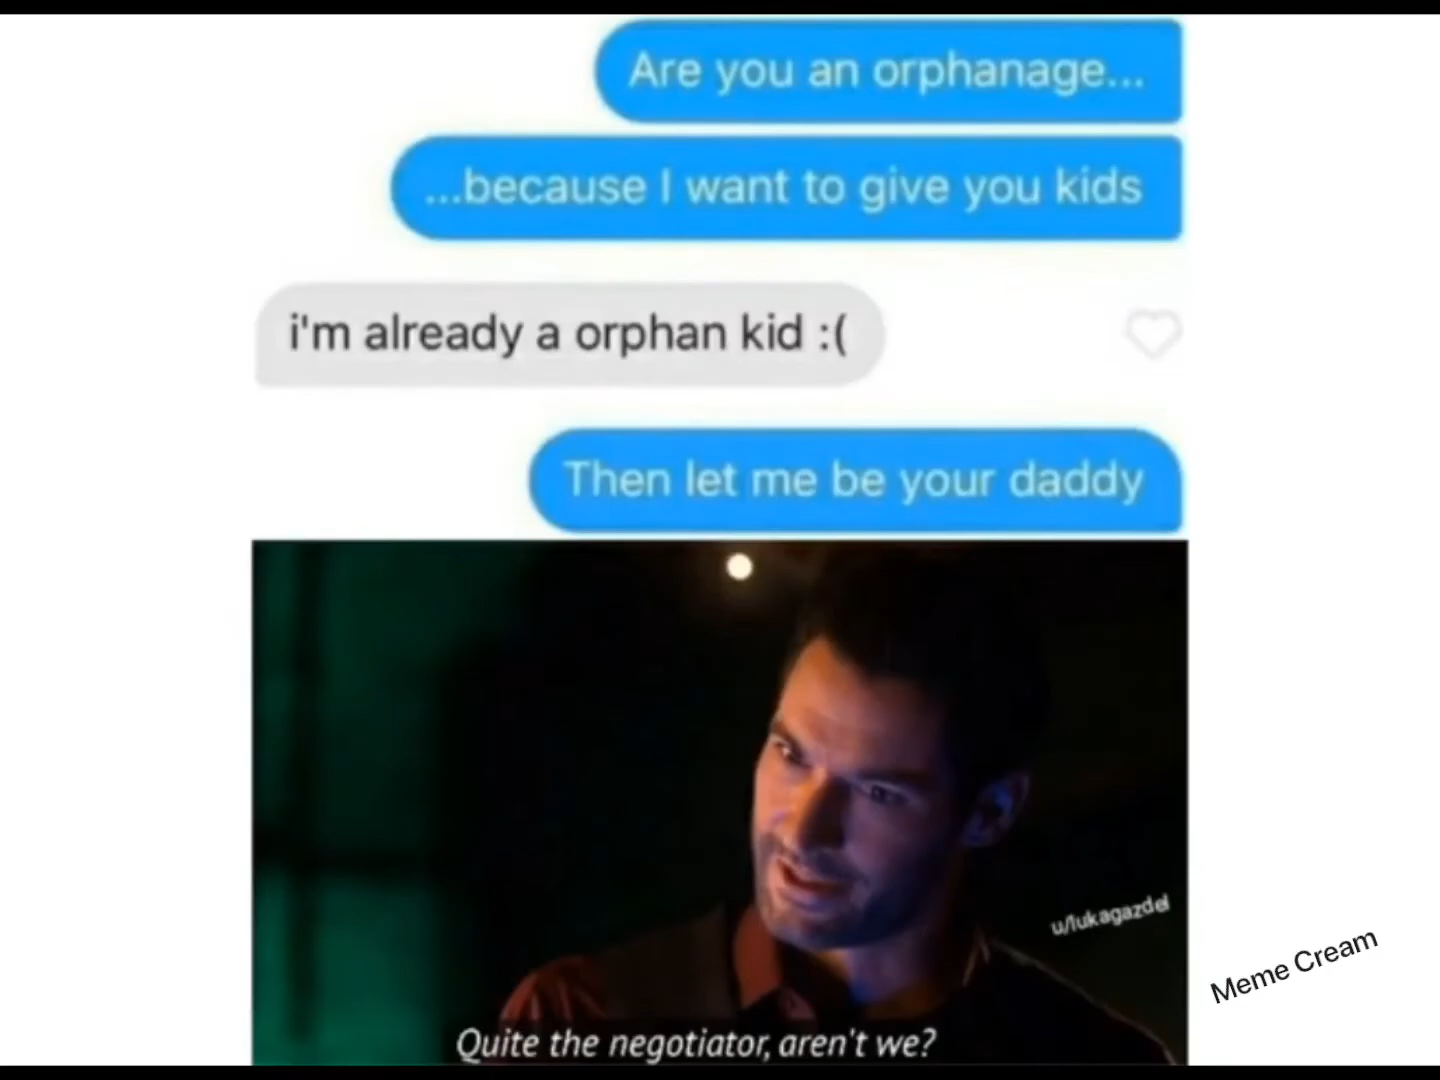 Are you an orphanage...
...because I want to give you kids
i'm already a orphan kid :(
Then let me be your daddy
u/lukagazdel
Meme Cream
Quite the negotiator, aren't we?